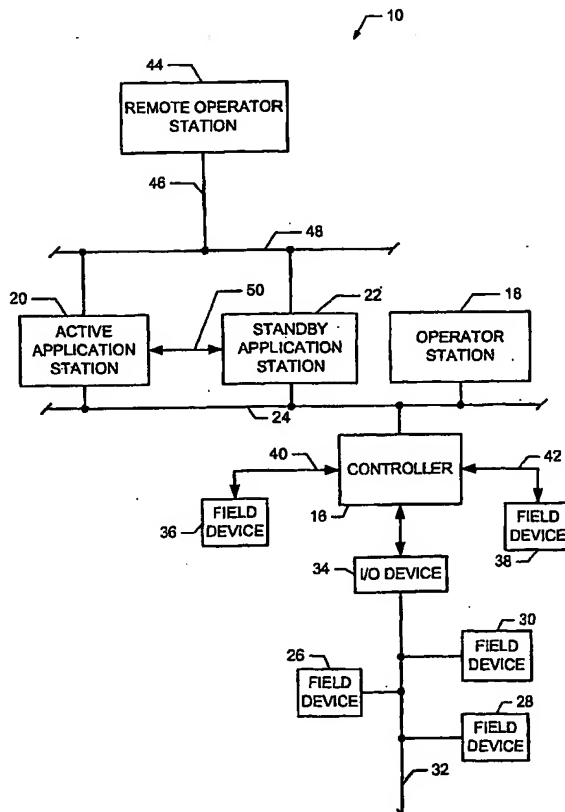 10
44
REMOTE OPERATOR
STATION
46
48
20
50
22
18
ACTIVE
APPLICATION
STATION
STANDBY
APPLICATION
STATION
OPERATOR
STATION
24
40
42
CONTROLLER
36
FIELD
DEVICE
16
FIELD
DEVICE
38
34
I/O DEVICE
30
26
FIELD
DEVICE
FIELD
DEVICE
28
FIELD
DEVICE
32